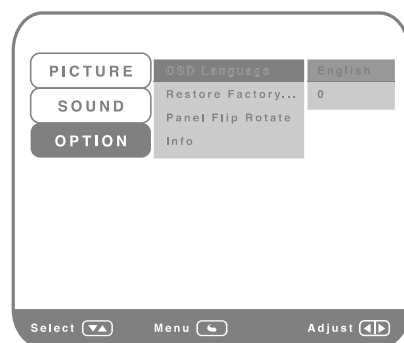 PICTURE
SOUND
OPTION
OSD Language English
Restore Factory... 0
Panel Flip Rotate
Info
Select Menu Adjust